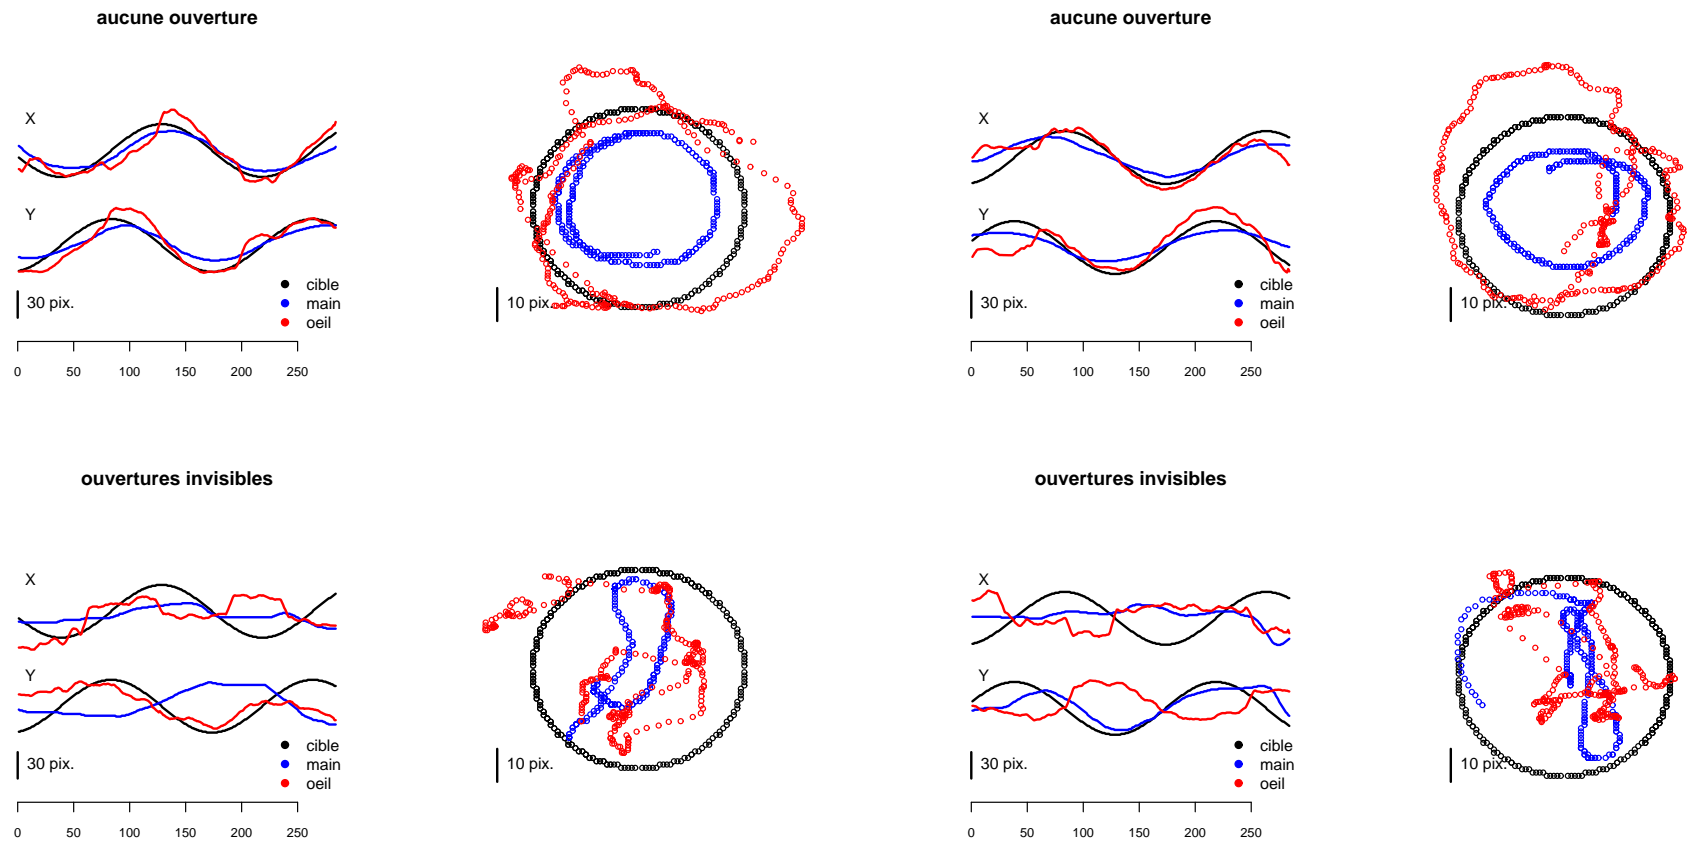 aucune ouverture
X
Y
30 pix.
cible
main
oeil
0 50 100 150 200 250
10 pix.
aucune ouverture
X
Y
30 pix.
cible
main
oeil
0 50 100 150 200 250
10 pix.
ouvertures invisibles
X
Y
30 pix.
cible
main
oeil
0 50 100 150 200 250
10 pix.
ouvertures invisibles
X
Y
30 pix.
cible
main
oeil
0 50 100 150 200 250
10 pix.